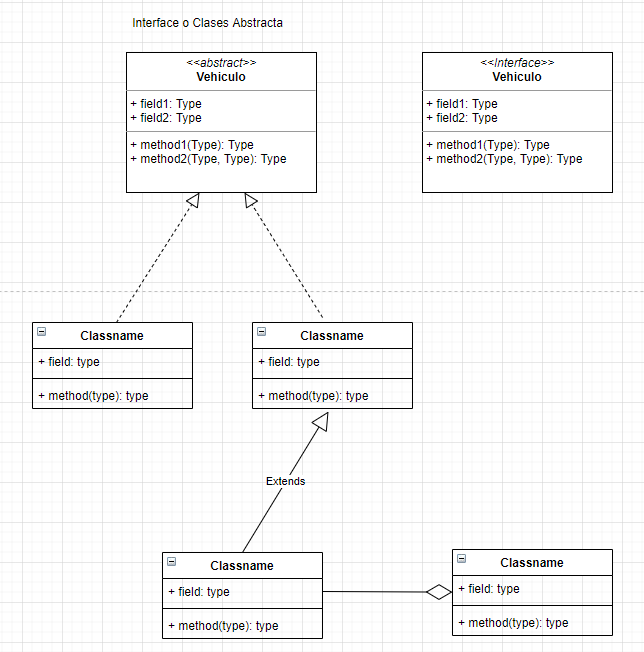 Interface o Clases Abstracta
<<abstract>>
Vehiculo
+ field1: Type
+ field2: Type
+ method1(Type): Type
+ method2(Type, Type): Type
<<Interface>>
Vehiculo
+ field1: Type
+ field2: Type
+ method1(Type): Type
+ method2(Type, Type): Type
Classname
+ field: type
+ method(type): type
Classname
+ field: type
+ method(type): type
Extends
Classname
+ field: type
+ method(type): type
Classname
+ field: type
+ method(type): type